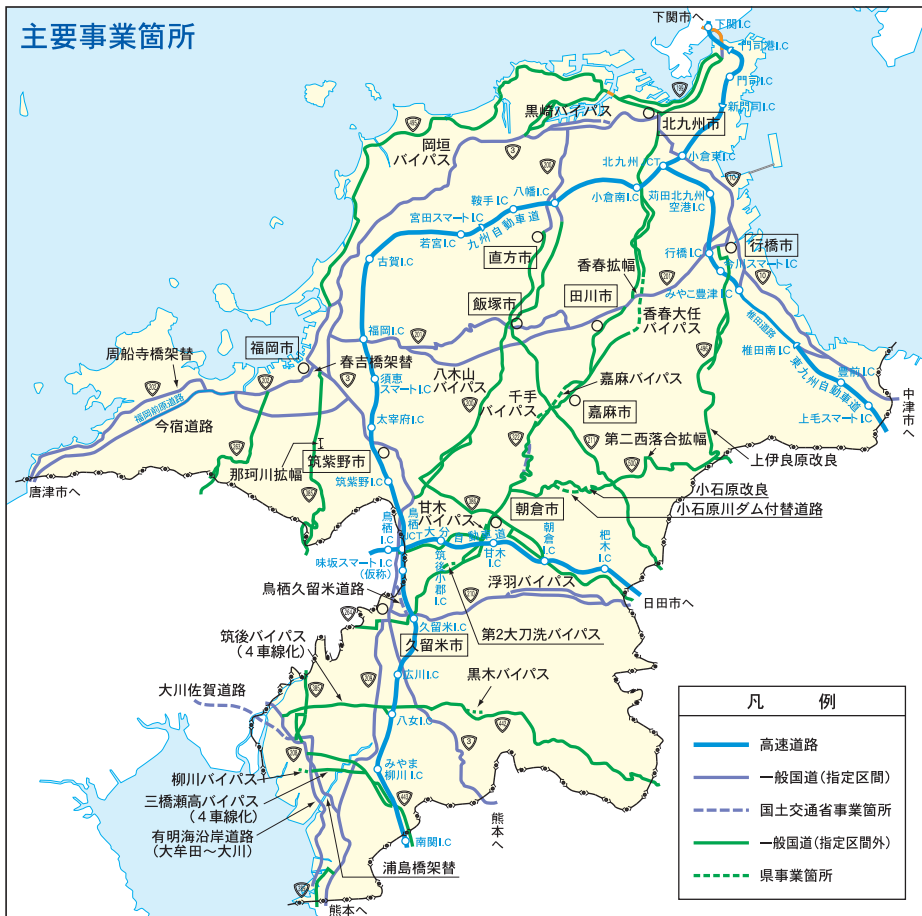 主要事業箇所
下関市へ
下関I.C
門司港I.C
門司I.C
新門司I.C
黒崎バイパス
北九州市
岡垣
バイパス
小倉東I.C
北九州JCT
八幡I.C
鞍手
I.C
小倉南I.C
苅田北九州
空港I.C
宮田スマートI.C
九州自動車道
若宮I.C
古賀I.C
直方市
行橋市
行橋I.C
今川スマートI.C
香春拡幅
みやこ豊津I.C
飯塚市
田川市
香春大任
バイパス
椎田道路
椎田南I.C
豊前I.C
東九州自動車道
上毛スマートI.C
中津市へ
周船寺橋架替
福岡市
福岡I.C
春吉橋架替
須恵
スマートI.C
八木山
バイパス
千手
バイパス
嘉麻バイパス
嘉麻市
福岡前原道路
今宿道路
太宰府I.C
第二西落合拡幅
上伊良原改良
那珂川拡幅
筑紫野市
筑紫野I.C
小石原改良
小石原川ダム付替道路
唐津市へ
甘木
バイパス
朝倉市
鳥栖I.C
鳥栖JCT
大分自動車道
甘木I.C
朝倉I.C
杷木I.C
味坂スマートI.C
(仮称)
筑後小郡I.C
浮羽バイパス
日田市へ
鳥栖久留米道路
久留米I.C
久留米市
第2大刀洗バイパス
筑後バイパス
(4車線化)
広川I.C
黒木バイパス
大川佐賀道路
八女I.C
みやま
柳川I.C
柳川バイパス
三橋瀬高バイパス
(4車線化)
有明海沿岸道路
(大牟田～大川)
南関I.C
浦島橋架替
熊本へ
熊本へ
凡 例
高速道路
一般国道(指定区間)
国土交通省事業箇所
一般国道(指定区間外)
県事業箇所